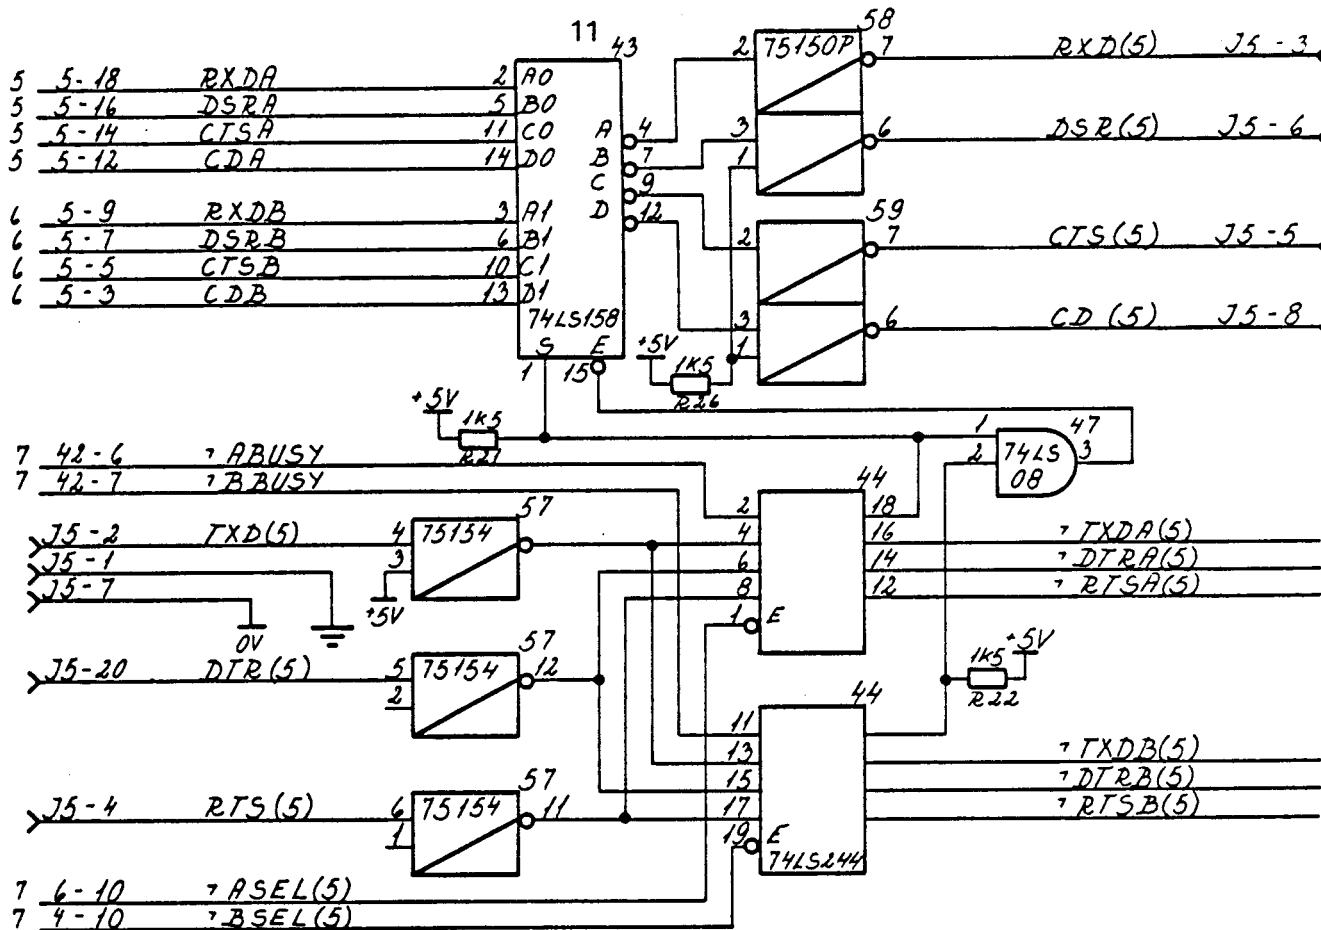 11
43
58
5 5-18 RXDA 2 A0
5 5-16 DSRA 5 B0
5 5-14 CTSA 11 C0
5 5-12 CDA 14 D0
6 5-9 RXDB 3 A1
6 5-7 DSRB 6 B1
6 5-5 CTSB 10 C1
6 5-3 CDB 13 D1
A 4
B 7
C 9
D 12
74LS158
S E
1 15
2 75150P 7 RXD(5) J5-3
3 6 DSR(5) J5-6
1
59
2 7 CTS(5) J5-5
3 6 CD(5) J5-8
1
+5V
1K5
R26
+5V
1K5
R21
1 47
2 74LS 3
08
7 42-6 ¬ABUSY
7 42-7 ¬BBUSY
57
J5-2 TXD(5) 4 75154
3
+5V
J5-1
J5-7
0V
44
2 18
4 16 ¬TXDA(5)
6 14 ¬DTRA(5)
8 12 ¬RTSA(5)
1 E
57
J5-20 DTR(5) 5 75154 12
2
+5V
1K5
R22
44
11
13 ¬TXDB(5)
15 ¬DTRB(5)
17 ¬RTSB(5)
19 E
74LS244
57
J5-4 RTS(5) 6 75154 11
1
7 6-10 ¬ASEL(5)
7 4-10 ¬BSEL(5)